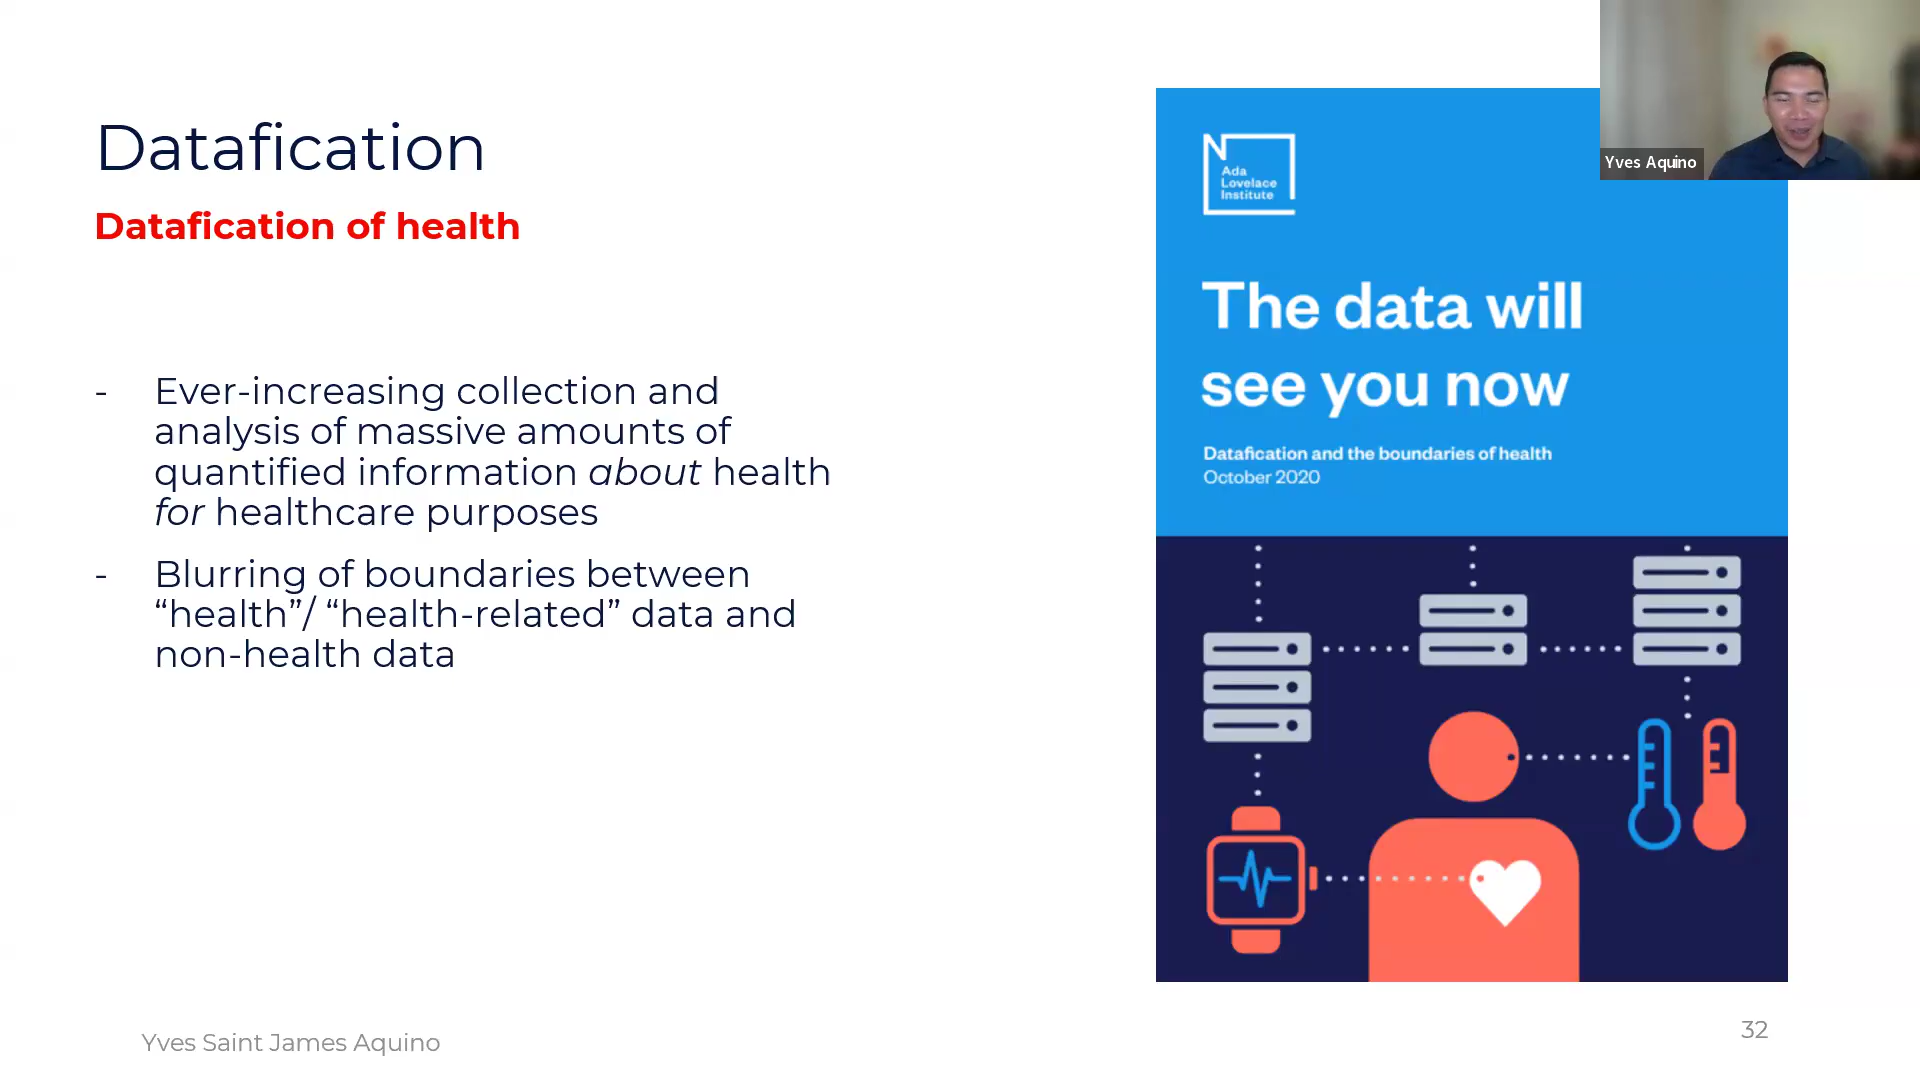 Datafication
Datafication of health
- Ever-increasing collection and
analysis of massive amounts of
quantified information about health
for healthcare purposes
- Blurring of boundaries between
“health”/ “health-related” data and
non-health data
Ada
Lovelace
Institute
The data will
see you now
Datafication and the boundaries of health
October 2020
Yves Aquino
Yves Saint James Aquino
32